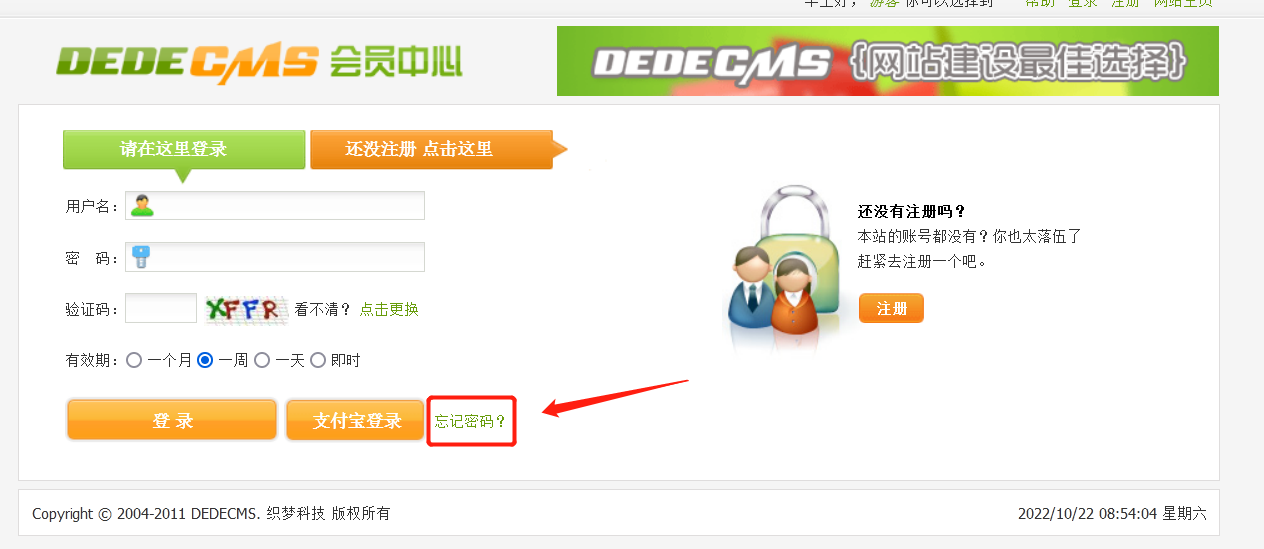 早上好， 游客 你可以选择到 帮助 登录 注册 网站主页
DEDECMS 会员中心
DEDECMS {网站建设最佳选择}
请在这里登录
还没注册 点击这里
用户名：
密 码：
验证码： XFFR 看不清？ 点击更换
有效期： 一个月 一周 一天 即时
登 录
支付宝登录
忘记密码？
还没有注册吗？
本站的账号都没有？你也太落伍了
赶紧去注册一个吧。
注册
Copyright © 2004-2011 DEDECMS. 织梦科技 版权所有
2022/10/22 08:54:04 星期六